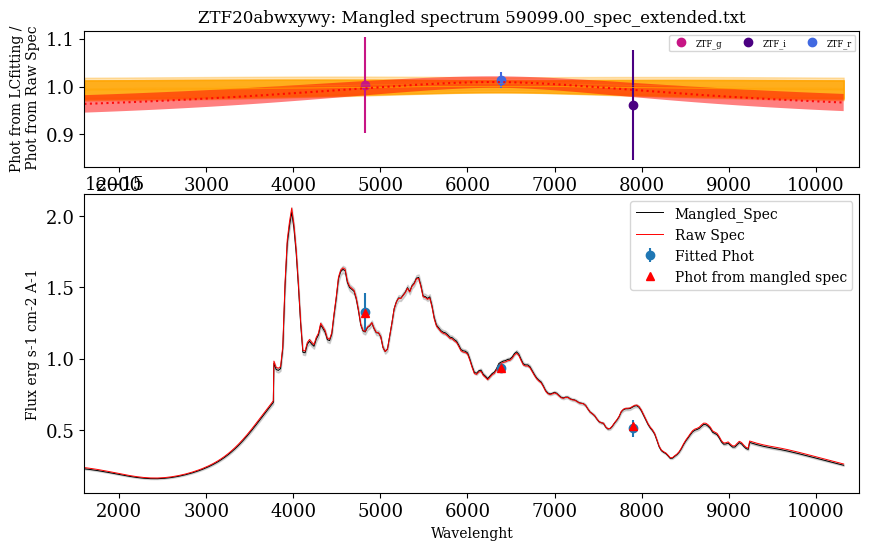 ZTF20abwxywy: Mangled spectrum 59099.00_spec_extended.txt
Phot from LCfitting /
Phot from Raw Spec
1.1
1.0
0.9
ZTF_g ZTF_i ZTF_r
2000 3000 4000 5000 6000 7000 8000 9000 10000
1e−15
Flux erg s-1 cm-2 A-1
2.0
1.5
1.0
0.5
Mangled_Spec
Raw Spec
Fitted Phot
Phot from mangled spec
2000 3000 4000 5000 6000 7000 8000 9000 10000
Wavelenght